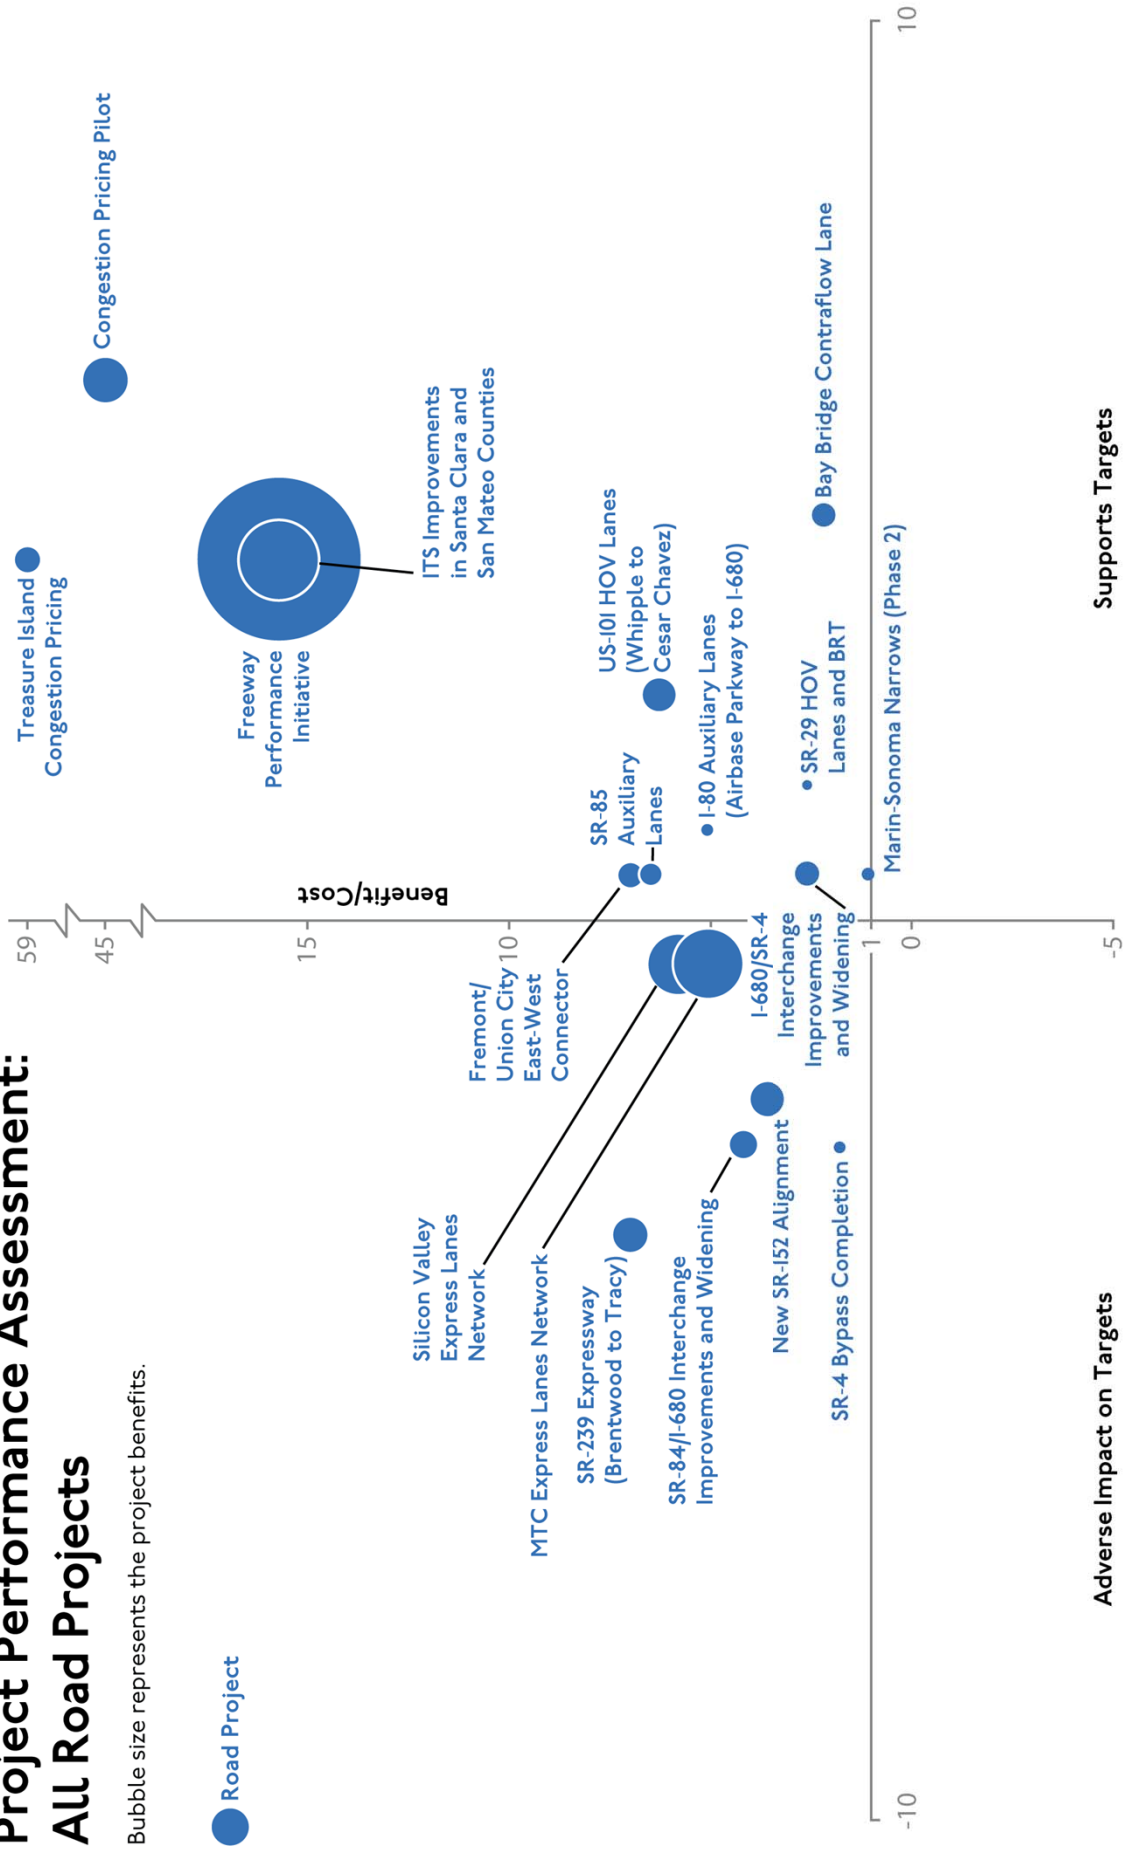 Project Performance Assessment:
All Road Projects
Bubble size represents the project benefits.
Road Project
59
45
15
10
1
0
-5
-10
10
Benefit/Cost
Adverse Impact on Targets
Supports Targets
Treasure Island
Congestion Pricing
Congestion Pricing Pilot
Freeway
Performance
Initiative
ITS Improvements
in Santa Clara and
San Mateo Counties
Silicon Valley
Express Lanes
Network
MTC Express Lanes Network
Fremont/
Union City
East-West
Connector
SR-85
Auxiliary
Lanes
US-101 HOV Lanes
(Whipple to
Cesar Chavez)
SR-239 Expressway
(Brentwood to Tracy)
I-80 Auxiliary Lanes
(Airbase Parkway to I-680)
SR-84/I-680 Interchange
Improvements and Widening
New SR-152 Alignment
I-680/SR-4
Interchange
Improvements
and Widening
SR-29 HOV
Lanes and BRT
Bay Bridge Contraflow Lane
SR-4 Bypass Completion
Marin-Sonoma Narrows (Phase 2)